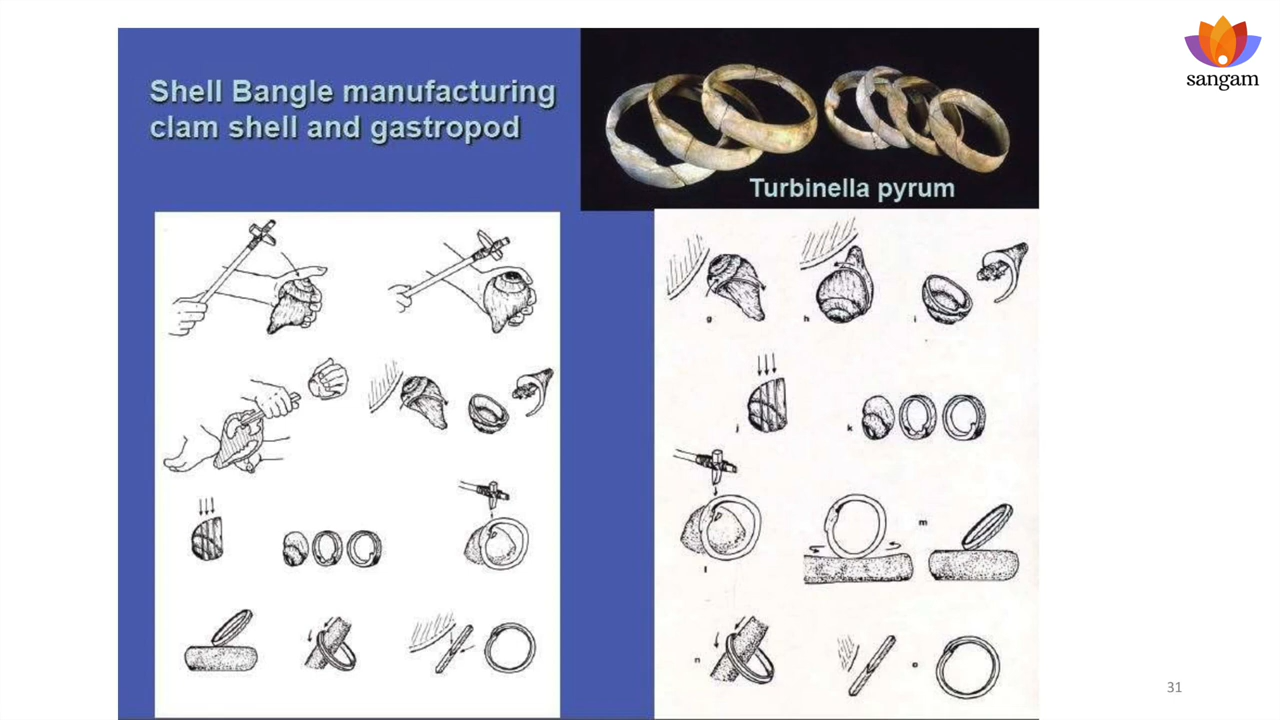 Shell Bangle manufacturing
clam shell and gastropod
sangam
Turbinella pyrum
g
h
i
j
k
l
m
n
o
31